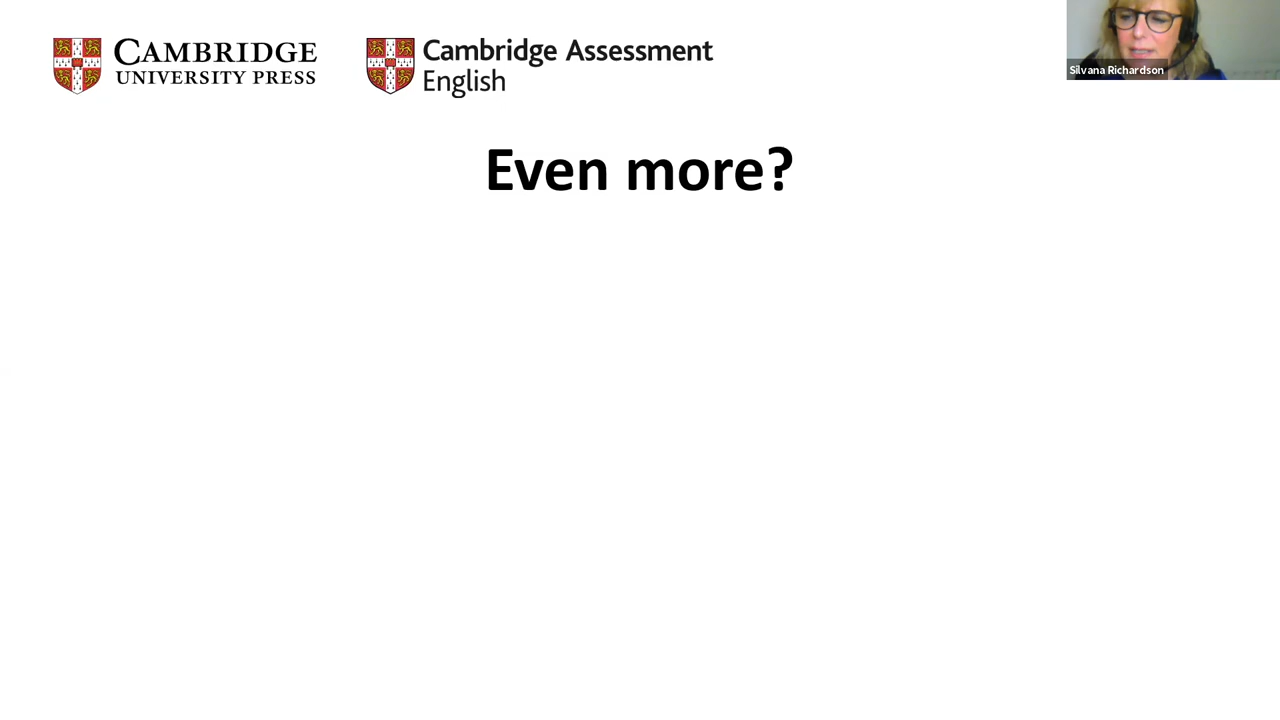 CAMBRIDGE
UNIVERSITY PRESS
Cambridge Assessment
English
Silvana Richardson
Even more?